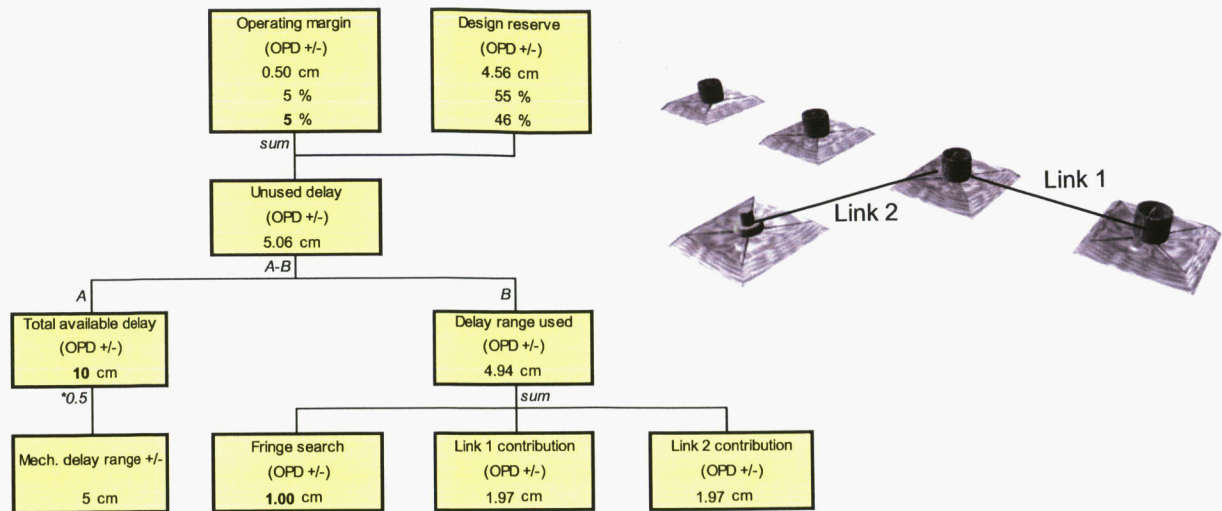 Operating margin
(OPD +/-)
0.50 cm
5 %
5 %
Design reserve
(OPD +/-)
4.56 cm
55 %
46 %
sum
Unused delay
(OPD +/-)
5.06 cm
A-B
A
B
Total available delay
(OPD +/-)
10 cm
Delay range used
(OPD +/-)
4.94 cm
*0.5
sum
Mech. delay range +/-
5 cm
Fringe search
(OPD +/-)
1.00 cm
Link 1 contribution
(OPD +/-)
1.97 cm
Link 2 contribution
(OPD +/-)
1.97 cm
Link 1
Link 2